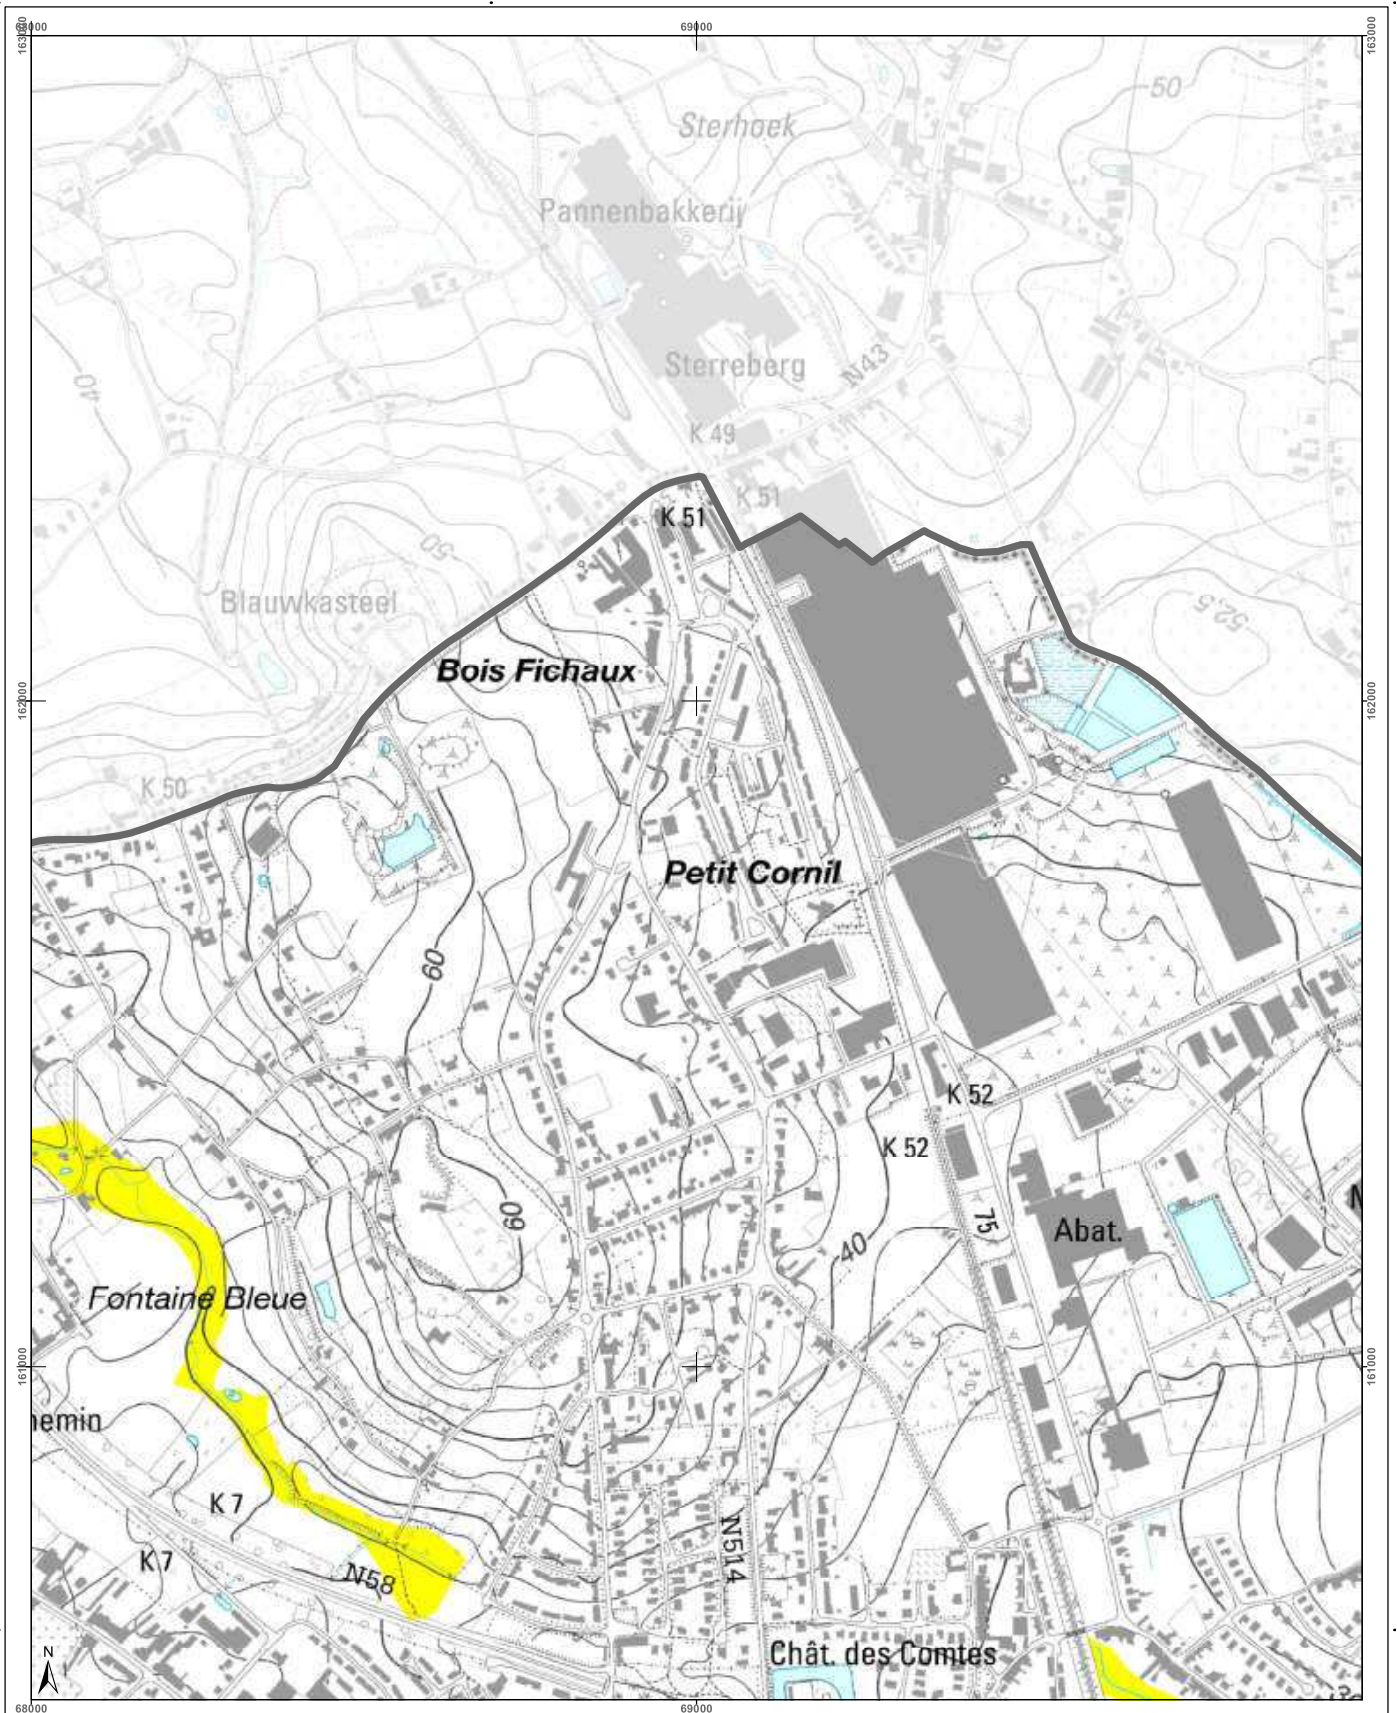 68000
69000
163000
163000
50
Sterhoek
Pannenbakkerij
Sterreberg
N43
40
K 49
K 51
K 51
50
Blauwkasteel
52,5
Bois Fichaux
162000
162000
K 50
Petit Cornil
60
K 52
K 52
60
75
Abat.
40
Fontaine Bleue
161000
161000
hemin
K 7
K 7
N58
N514
Chât. des Comtes
N
68000
69000